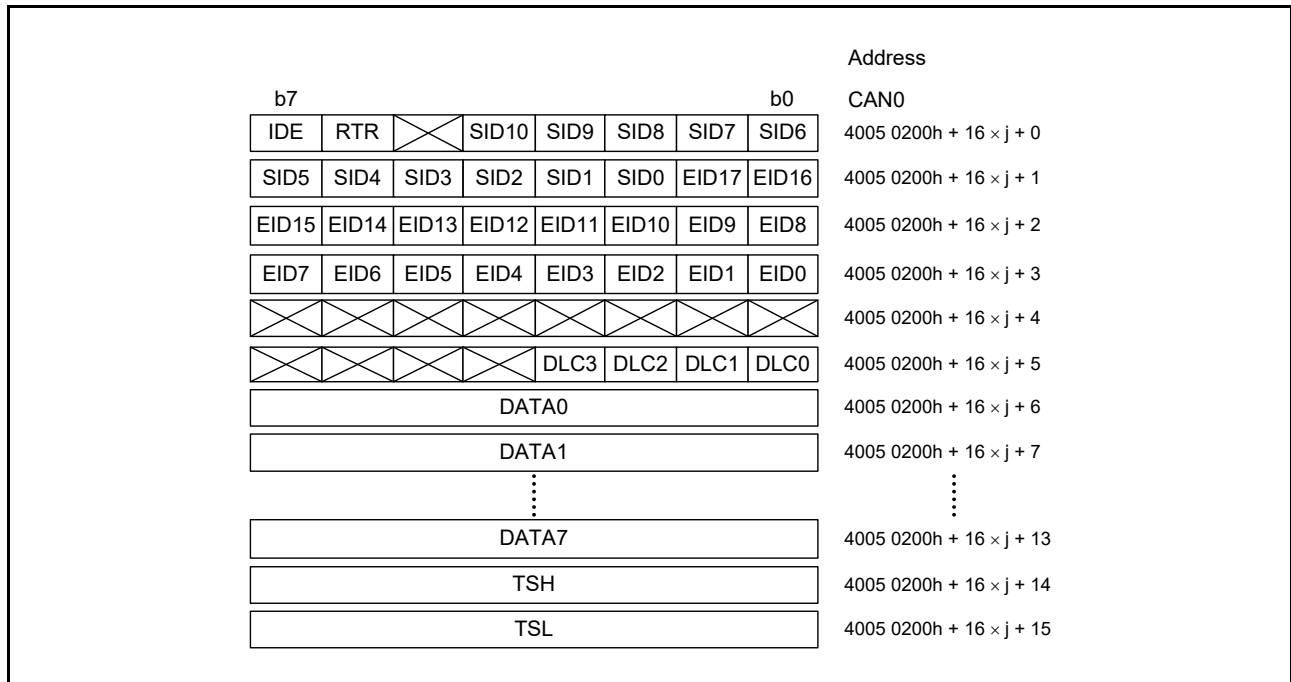 Address
b7 b0 CAN0
IDE RTR SID10 SID9 SID8 SID7 SID6 4005 0200h + 16 × j + 0
SID5 SID4 SID3 SID2 SID1 SID0 EID17 EID16 4005 0200h + 16 × j + 1
EID15 EID14 EID13 EID12 EID11 EID10 EID9 EID8 4005 0200h + 16 × j + 2
EID7 EID6 EID5 EID4 EID3 EID2 EID1 EID0 4005 0200h + 16 × j + 3
4005 0200h + 16 × j + 4
DLC3 DLC2 DLC1 DLC0 4005 0200h + 16 × j + 5
DATA0 4005 0200h + 16 × j + 6
DATA1 4005 0200h + 16 × j + 7
DATA7 4005 0200h + 16 × j + 13
TSH 4005 0200h + 16 × j + 14
TSL 4005 0200h + 16 × j + 15